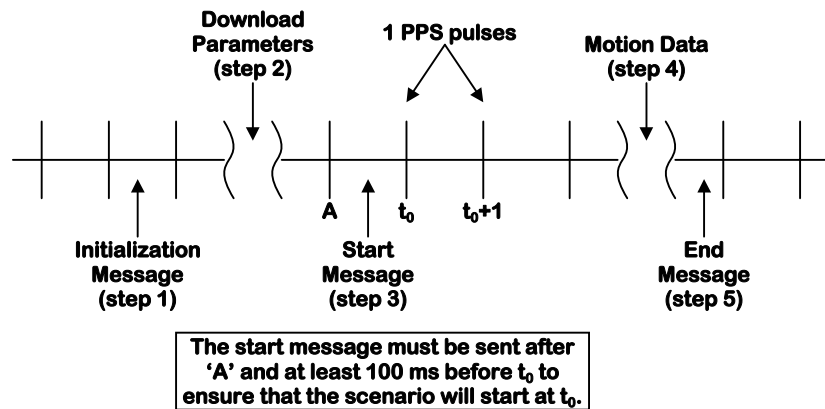 Download
Parameters
(step 2)
1 PPS pulses
Motion Data
(step 4)
A
t₀
t₀+1
Initialization
Message
(step 1)
Start
Message
(step 3)
End
Message
(step 5)
The start message must be sent after
‘A’ and at least 100 ms before t₀ to
ensure that the scenario will start at t₀.